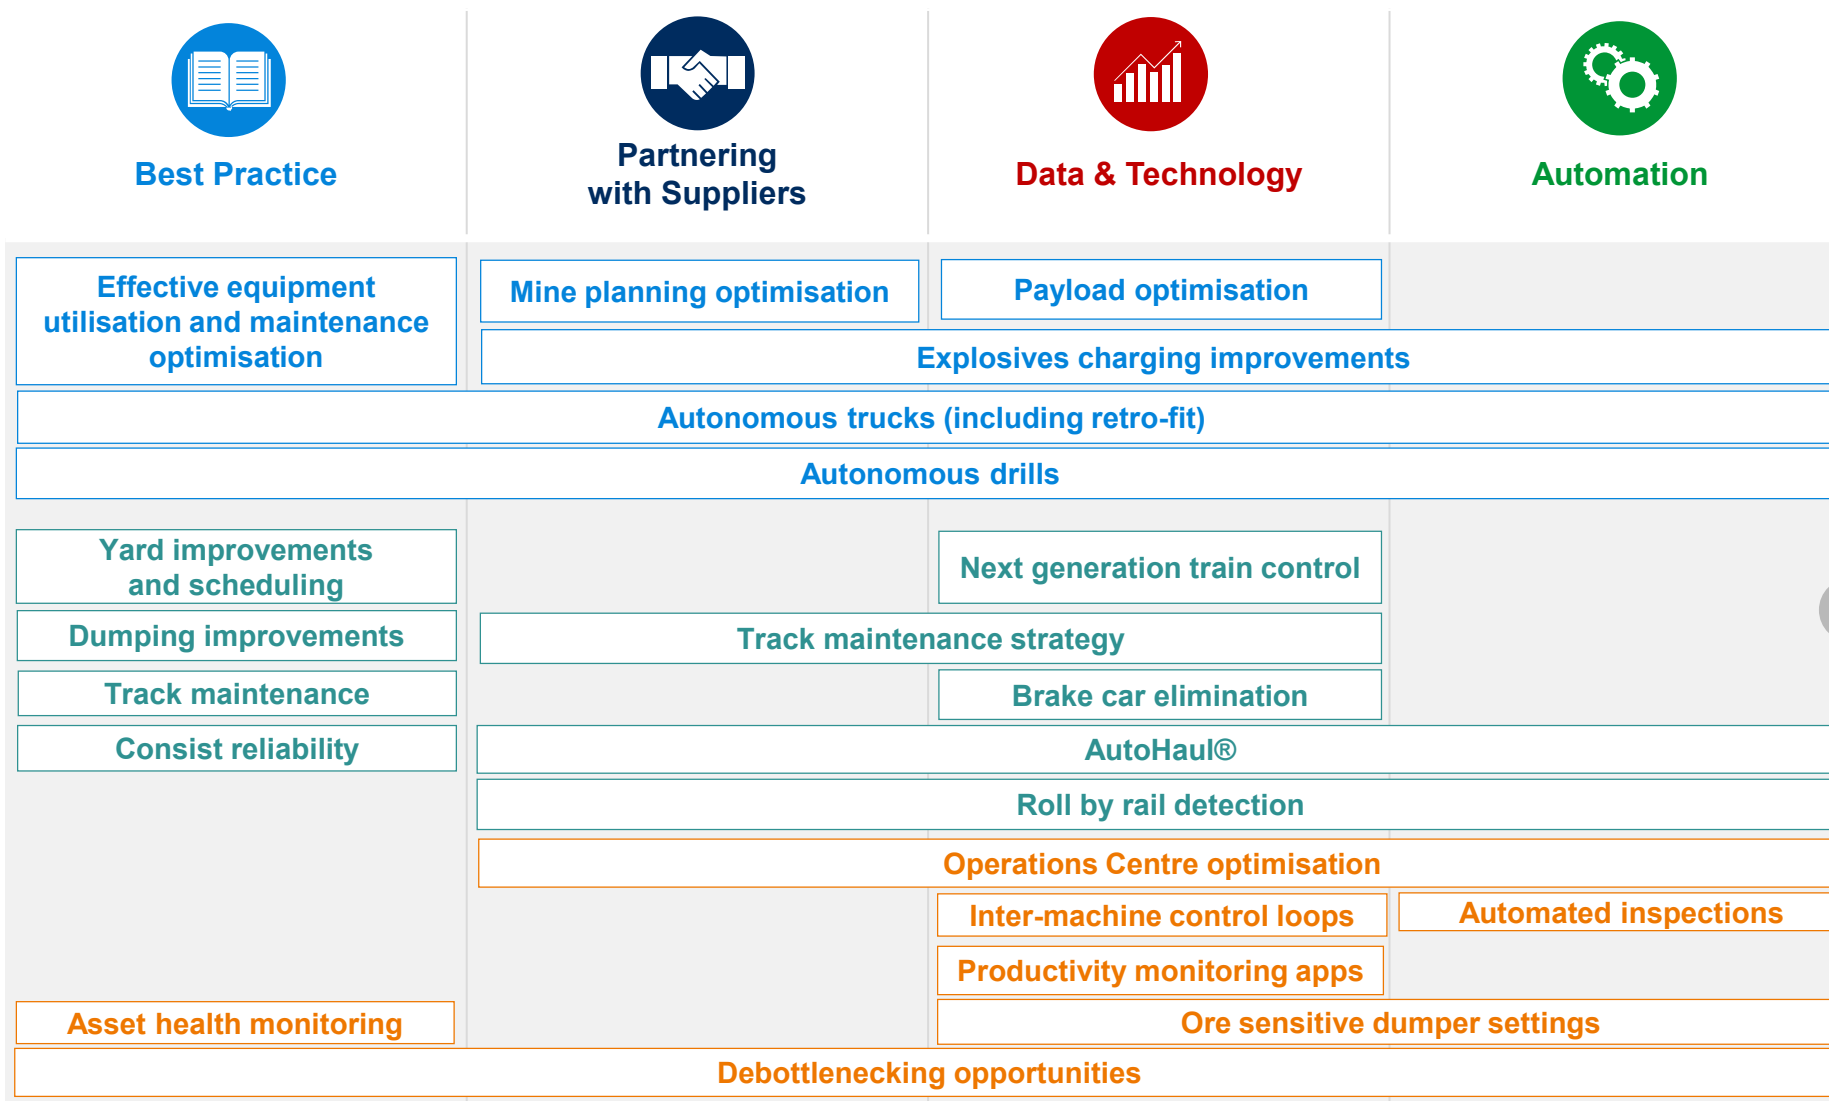 Best Practice
Partnering
with Suppliers
Data & Technology
Automation
Effective equipment
utilisation and maintenance
optimisation
Mine planning optimisation
Payload optimisation
Explosives charging improvements
Autonomous trucks (including retro-fit)
Autonomous drills
Yard improvements
and scheduling
Next generation train control
Dumping improvements
Track maintenance strategy
Track maintenance
Brake car elimination
Consist reliability
AutoHaul®
Roll by rail detection
Operations Centre optimisation
Inter-machine control loops
Automated inspections
Productivity monitoring apps
Asset health monitoring
Ore sensitive dumper settings
Debottlenecking opportunities